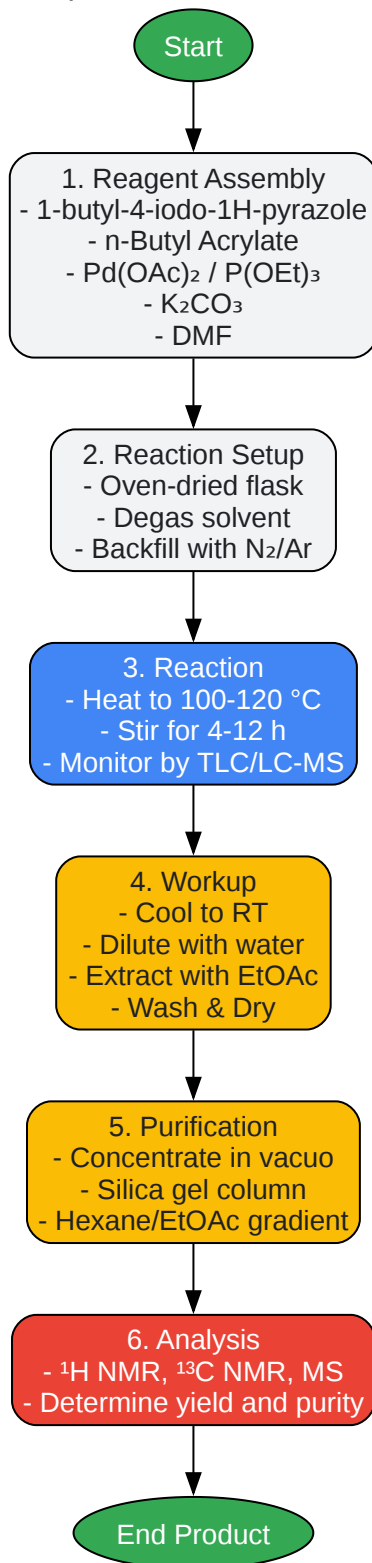 Start
1. Reagent Assembly
- 1-butyl-4-iodo-1H-pyrazole
- n-Butyl Acrylate
- Pd(OAc)₂ / P(OEt)₃
- K₂CO₃
- DMF
2. Reaction Setup
- Oven-dried flask
- Degas solvent
- Backfill with N₂/Ar
3. Reaction
- Heat to 100-120 °C
- Stir for 4-12 h
- Monitor by TLC/LC-MS
4. Workup
- Cool to RT
- Dilute with water
- Extract with EtOAc
- Wash & Dry
5. Purification
- Concentrate in vacuo
- Silica gel column
- Hexane/EtOAc gradient
6. Analysis
- ¹H NMR, ¹³C NMR, MS
- Determine yield and purity
End Product